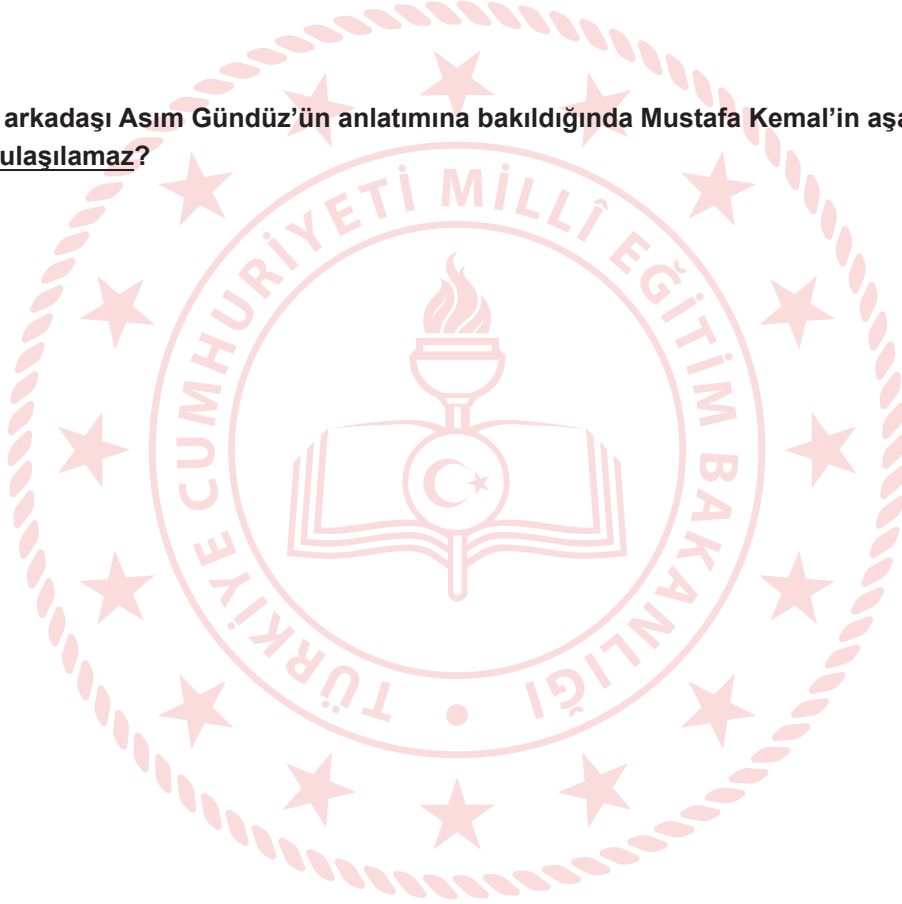 arkadaşı Asım Gündüz’ün anlatımına bakıldığında Mustafa Kemal’in
ulaşılamaz?
TÜRKİYE CUMHURİYETİ MİLLÎ EĞİTİM BAKANLIĞI